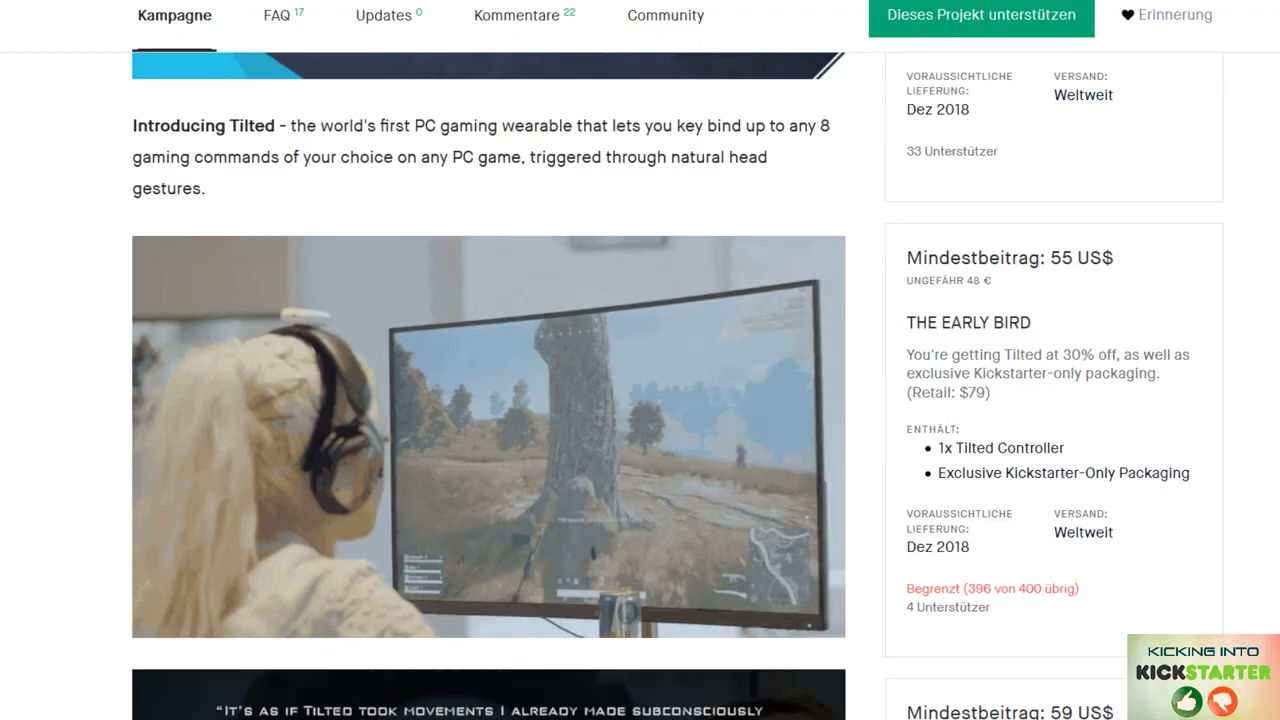 Kampagne
FAQ 17
Updates 0
Kommentare 22
Community
Dieses Projekt unterstützen
Erinnerung
Introducing Tilted - the world's first PC gaming wearable that lets you key bind up to any 8
gaming commands of your choice on any PC game, triggered through natural head
gestures.
"IT'S AS IF TILTED TOOK MOVEMENTS I ALREADY MADE SUBCONSCIOUSLY
VORAUSSICHTLICHE
LIEFERUNG:
Dez 2018
VERSAND:
Weltweit
33 Unterstützer
Mindestbeitrag: 55 US$
UNGEFÄHR 48 €
THE EARLY BIRD
You're getting Tilted at 30% off, as well as
exclusive Kickstarter-only packaging.
(Retail: $79)
ENTHÄLT:
• 1x Tilted Controller
• Exclusive Kickstarter-Only Packaging
VORAUSSICHTLICHE
LIEFERUNG:
Dez 2018
VERSAND:
Weltweit
Begrenzt (396 von 400 übrig)
4 Unterstützer
Mindestbeitrag: 59 US$
KICKING INTO
KICKSTARTER